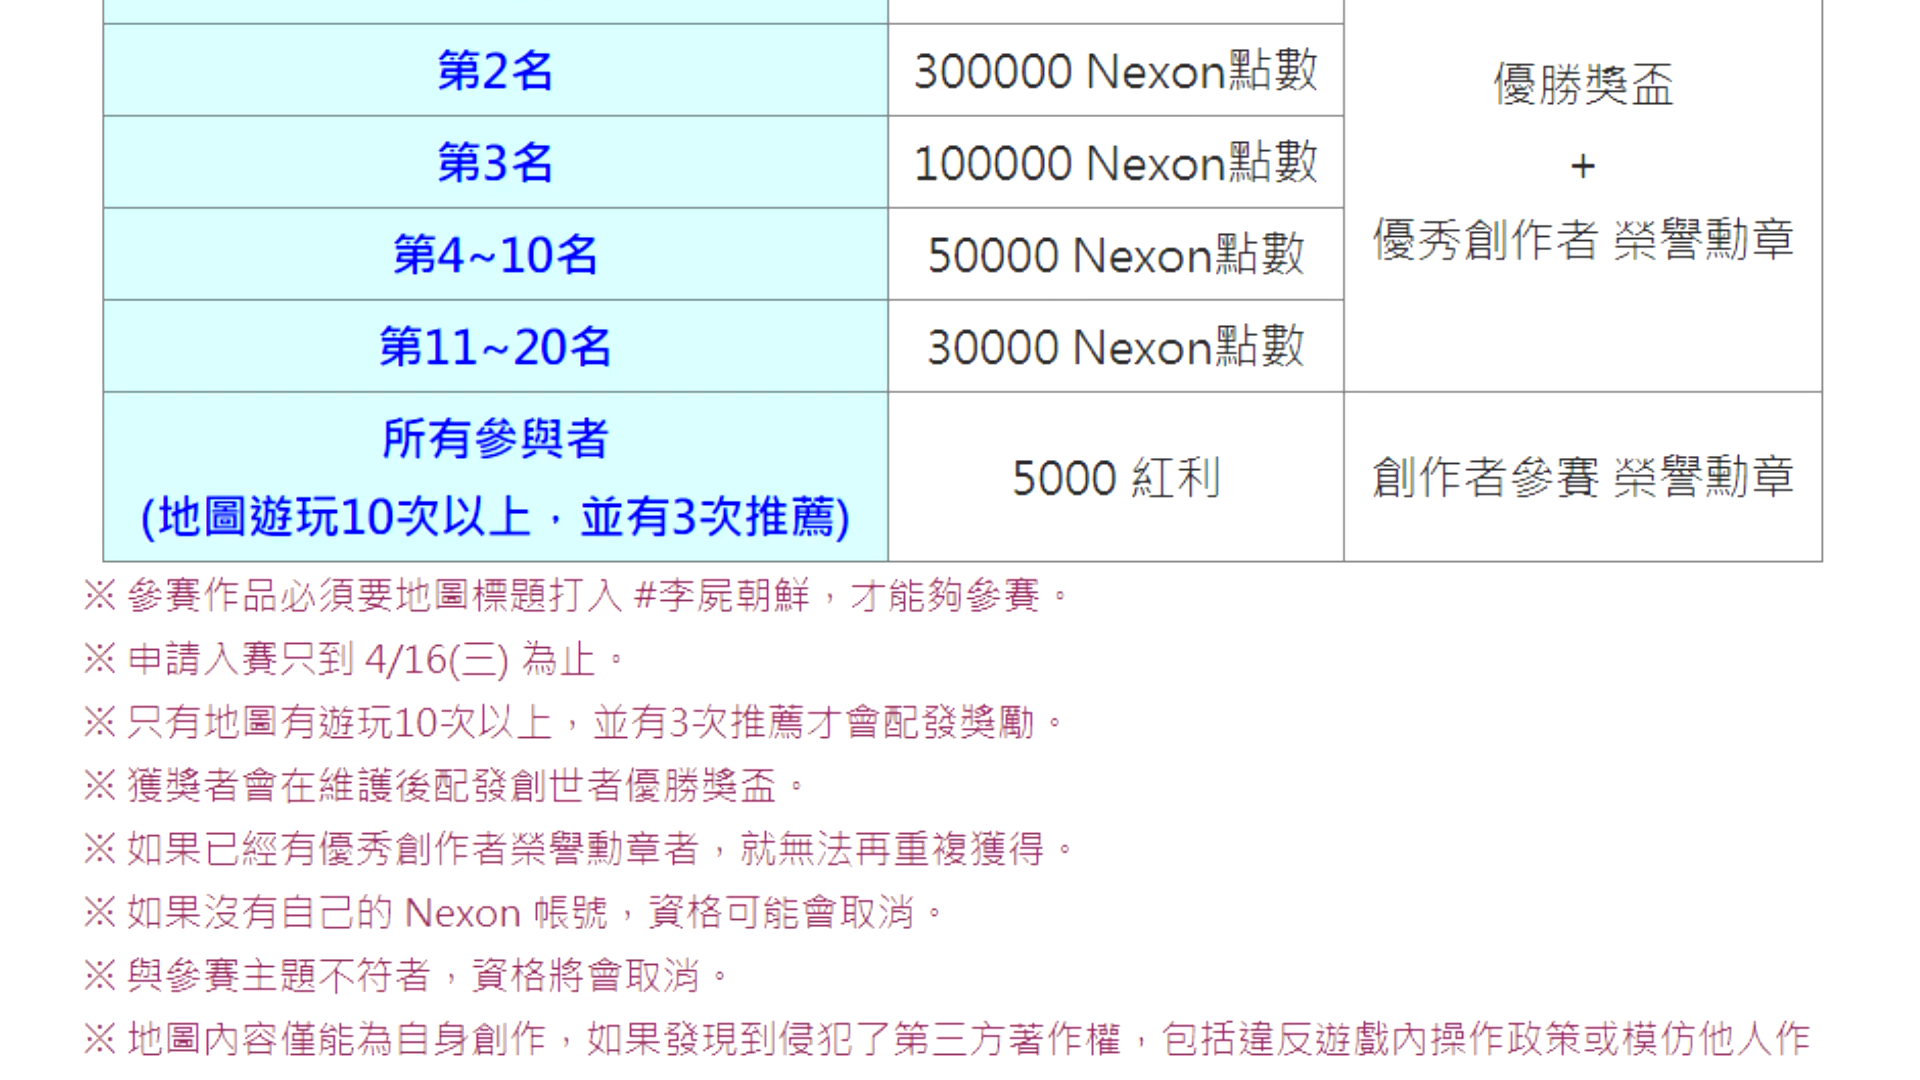 第2名
300000 Nexon點數
第3名
100000 Nexon點數
第4~10名
50000 Nexon點數
第11~20名
30000 Nexon點數
優勝獎盃
+
優秀創作者 榮譽勳章
所有參與者
(地圖遊玩10次以上，並有3次推薦)
5000 紅利
創作者參賽 榮譽勳章
※ 參賽作品必須要地圖標題打入 #李屍朝鮮，才能夠參賽。
※ 申請入賽只到 4/16(三) 為止。
※ 只有地圖有遊玩10次以上，並有3次推薦才會配發獎勵。
※ 獲獎者會在維護後配發創世者優勝獎盃。
※ 如果已經有優秀創作者榮譽勳章者，就無法再重複獲得。
※ 如果沒有自己的 Nexon 帳號，資格可能會取消。
※ 與參賽主題不符者，資格將會取消。
※ 地圖內容僅能為自身創作，如果發現到侵犯了第三方著作權，包括違反遊戲內操作政策或模仿他人作